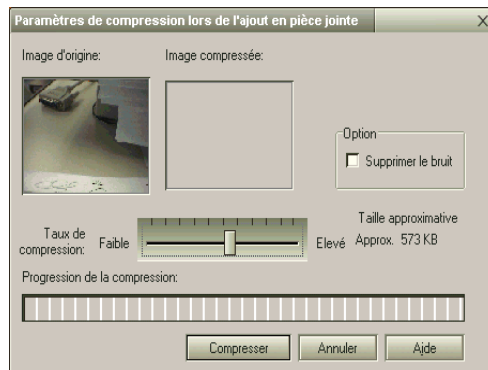 Paramètres de compression lors de l'ajout en pièce jointe
Image d'origine:
Image compressée:
Option
Supprimer le bruit
Taux de
compression:
Faible
Elevé
Taille approximative
Approx. 573 KB
Progression de la compression:
Compresser
Annuler
Ajde